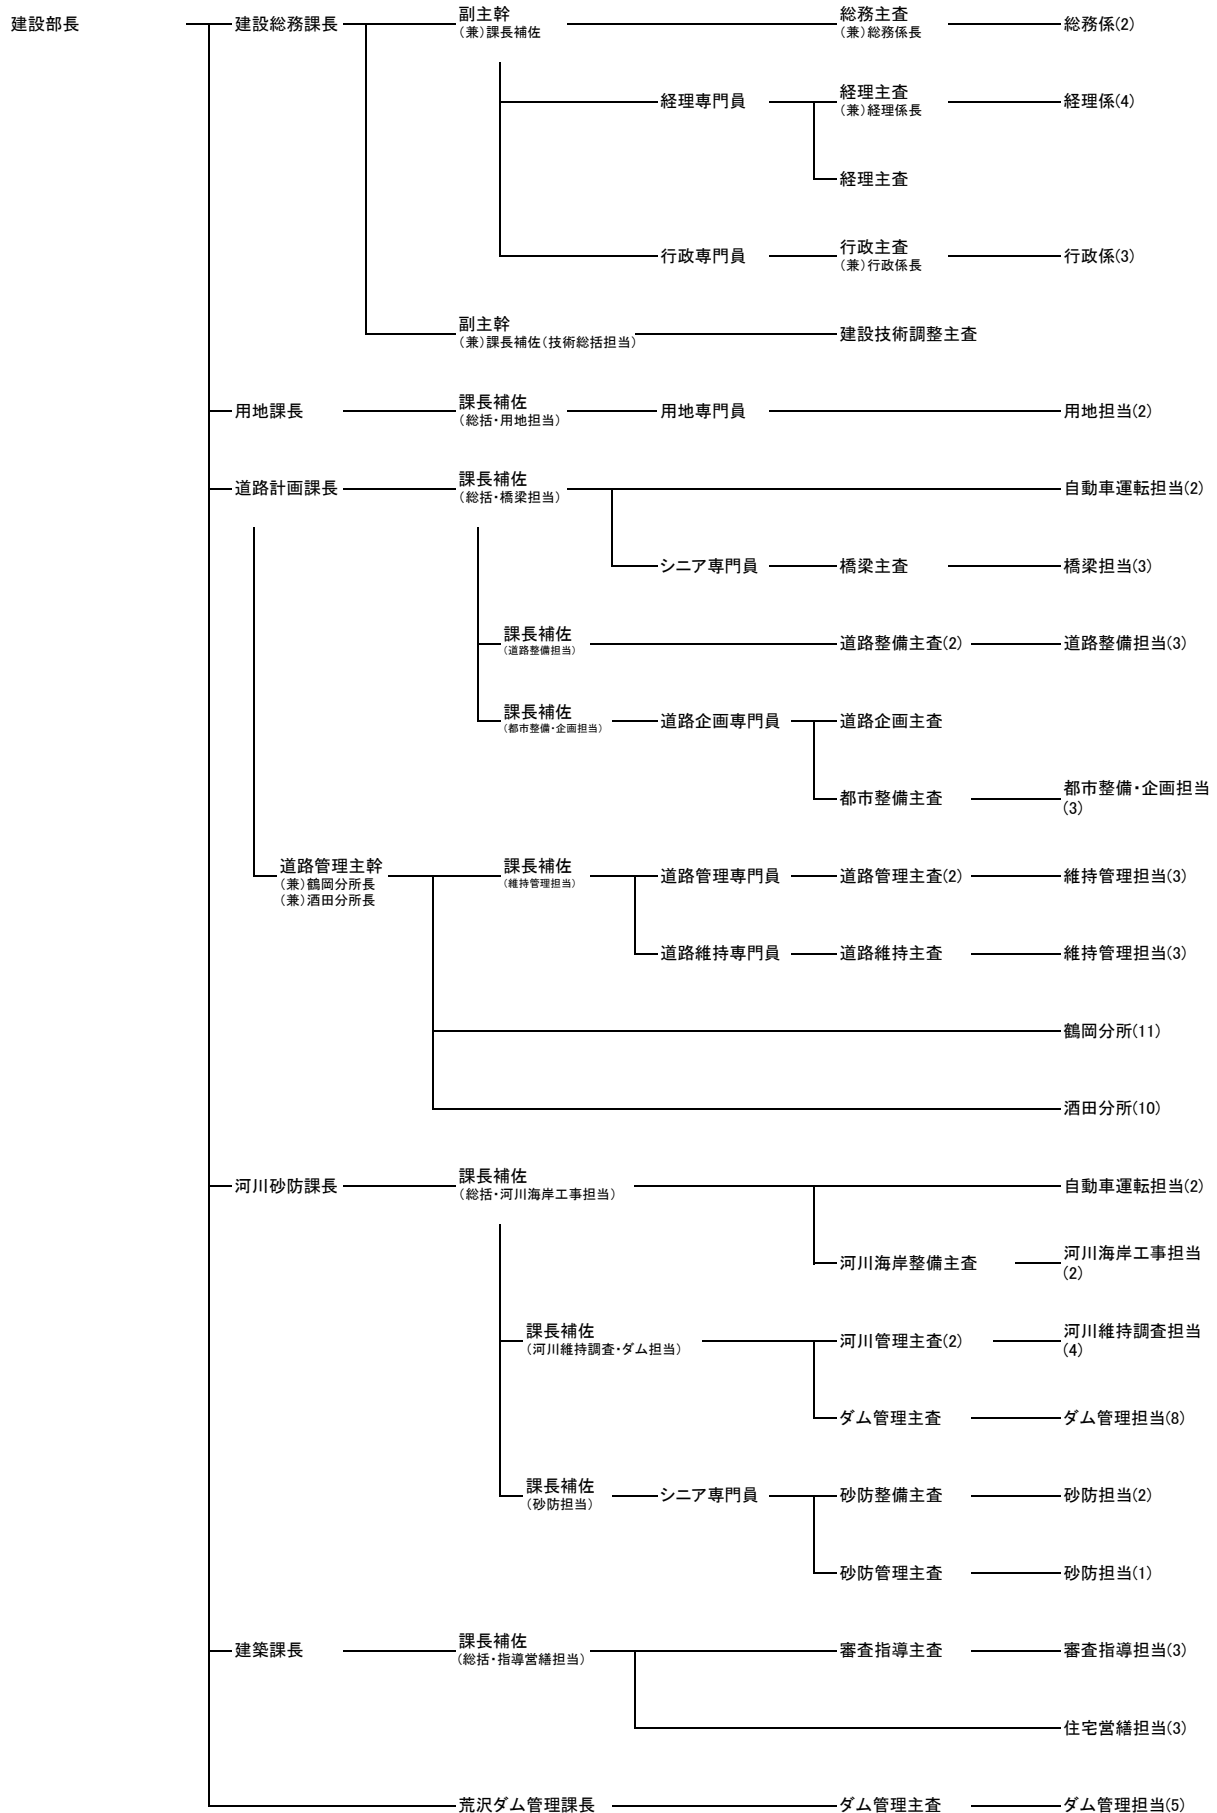 建設部長
建設総務課長
副主幹
(兼)課長補佐
総務主査
(兼)総務係長
総務係(2)
経理専門員
経理主査
(兼)経理係長
経理係(4)
経理主査
行政専門員
行政主査
(兼)行政係長
行政係(3)
副主幹
(兼)課長補佐(技術総括担当)
建設技術調整主査
用地課長
課長補佐
(総括・用地担当)
用地専門員
用地担当(2)
道路計画課長
課長補佐
(総括・橋梁担当)
自動車運転担当(2)
シニア専門員
橋梁主査
橋梁担当(3)
課長補佐
(道路整備担当)
道路整備主査(2)
道路整備担当(3)
課長補佐
(都市整備・企画担当)
道路企画専門員
道路企画主査
都市整備主査
都市整備・企画担当
(3)
道路管理主幹
(兼)鶴岡分所長
(兼)酒田分所長
課長補佐
(維持管理担当)
道路管理専門員
道路管理主査(2)
維持管理担当(3)
道路維持専門員
道路維持主査
維持管理担当(3)
鶴岡分所(11)
酒田分所(10)
河川砂防課長
課長補佐
(総括・河川海岸工事担当)
自動車運転担当(2)
河川海岸整備主査
河川海岸工事担当
(2)
課長補佐
(河川維持調査・ダム担当)
河川管理主査(2)
河川維持調査担当
(4)
ダム管理主査
ダム管理担当(8)
課長補佐
(砂防担当)
シニア専門員
砂防整備主査
砂防担当(2)
砂防管理主査
砂防担当(1)
建築課長
課長補佐
(総括・指導営繕担当)
審査指導主査
審査指導担当(3)
住宅営繕担当(3)
荒沢ダム管理課長
ダム管理主査
ダム管理担当(5)